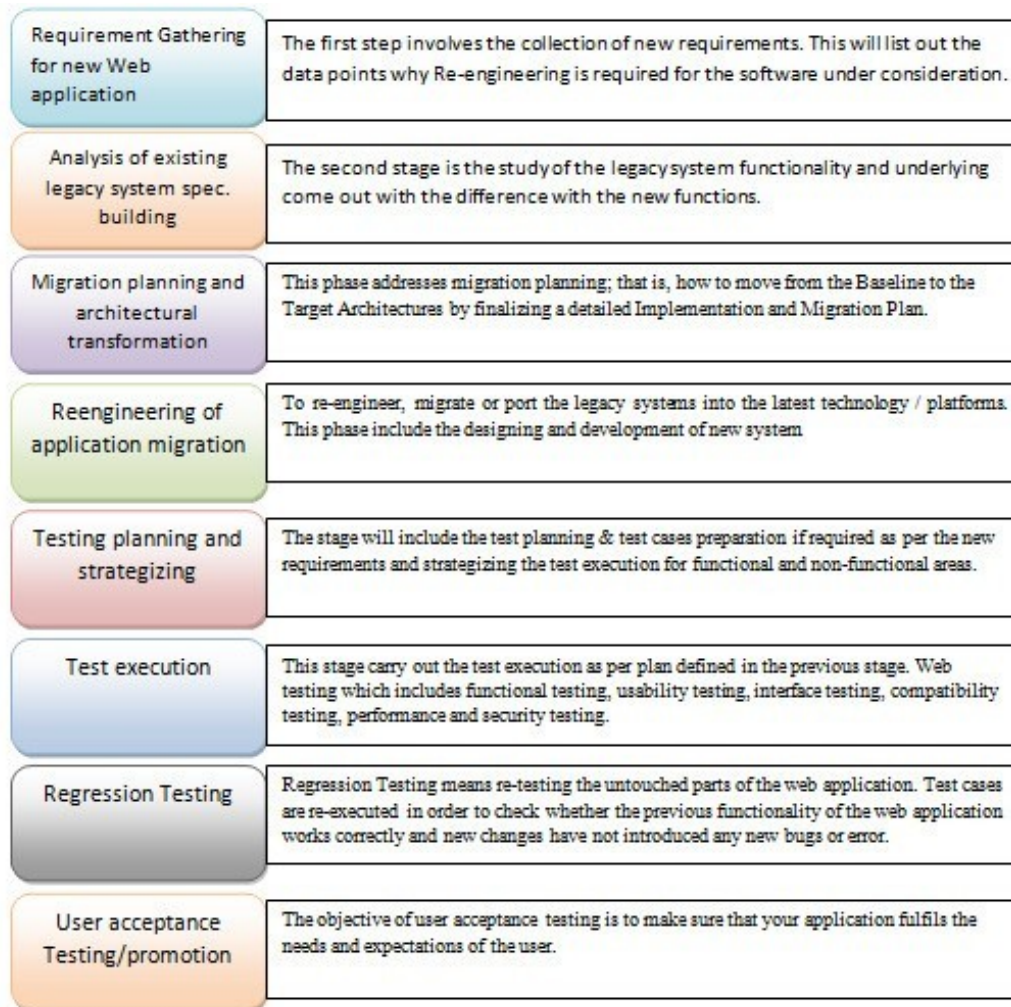 Requirement Gathering
for new Web
application
The first step involves the collection of new requirements. This will list out the
data points why Re-engineering is required for the software under consideration.
Analysis of existing
legacy system spec.
building
The second stage is the study of the legacy system functionality and underlying
come out with the difference with the new functions.
Migration planning and
architectural
transformation
This phase addresses migration planning; that is, how to move from the Baseline to the
Target Architectures by finalizing a detailed Implementation and Migration Plan.
Reengineering of
application migration
To re-engineer, migrate or port the legacy systems into the latest technology / platforms.
This phase include the designing and development of new system
Testing planning and
strategizing
The stage will include the test planning & test cases preparation if required as per the new
requirements and strategizing the test execution for functional and non-functional areas.
Test execution
This stage carry out the test execution as per plan defined in the previous stage. Web
testing which includes functional testing, usability testing, interface testing, compatibility
testing, performance and security testing.
Regression Testing
Regression Testing means re-testing the untouched parts of the web application. Test cases
are re-executed in order to check whether the previous functionality of the web application
works correctly and new changes have not introduced any new bugs or error.
User acceptance
Testing/promotion
The objective of user acceptance testing is to make sure that your application fulfils the
needs and expectations of the user.